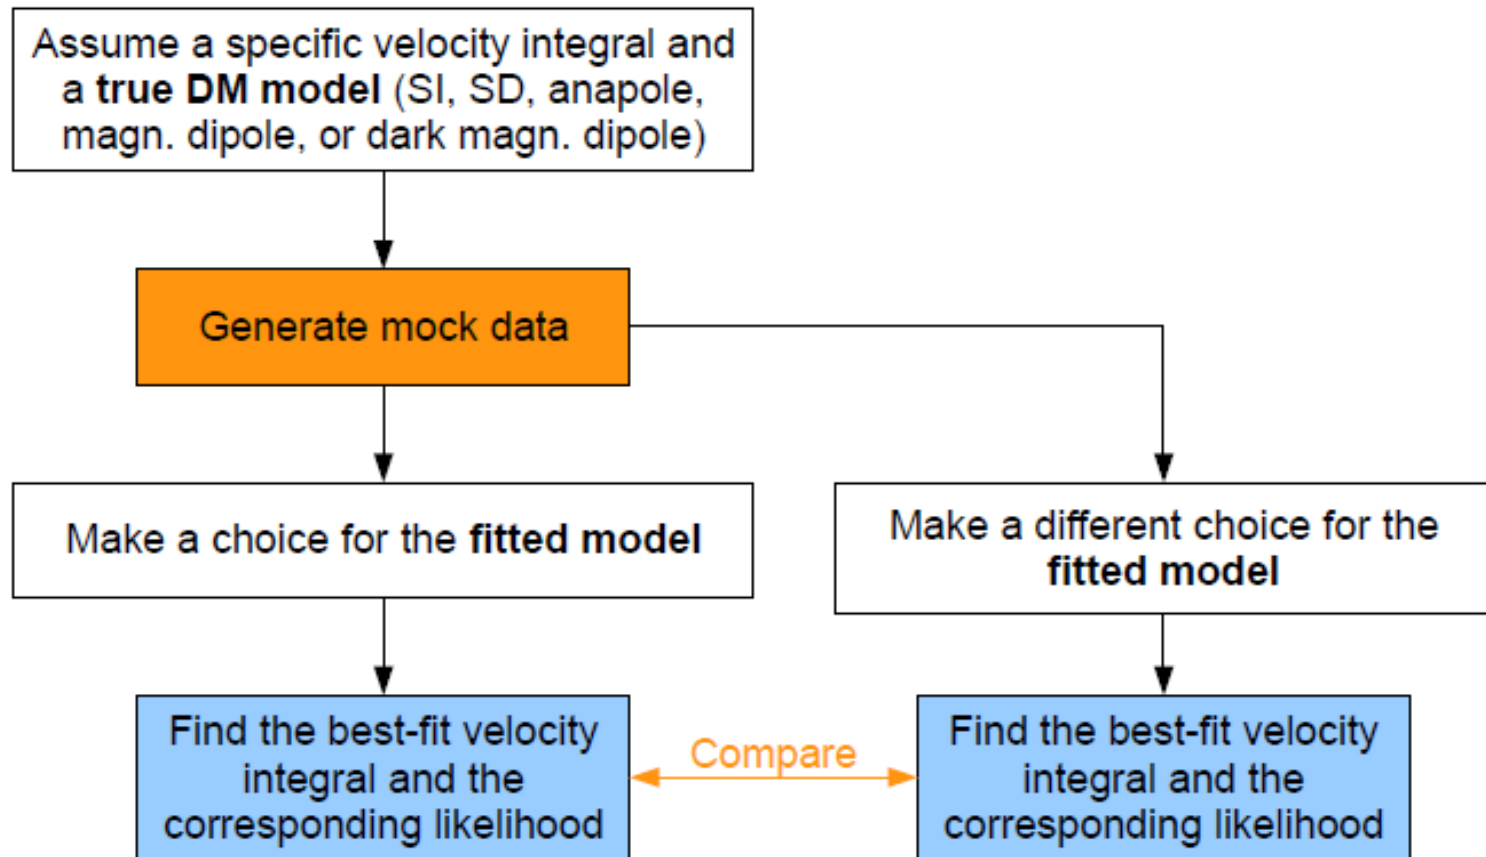 Assume a specific velocity integral and
a true DM model (SI, SD, anapole,
magn. dipole, or dark magn. dipole)
Generate mock data
Make a choice for the fitted model
Make a different choice for the
fitted model
Find the best-fit velocity
integral and the
corresponding likelihood
Compare
Find the best-fit velocity
integral and the
corresponding likelihood